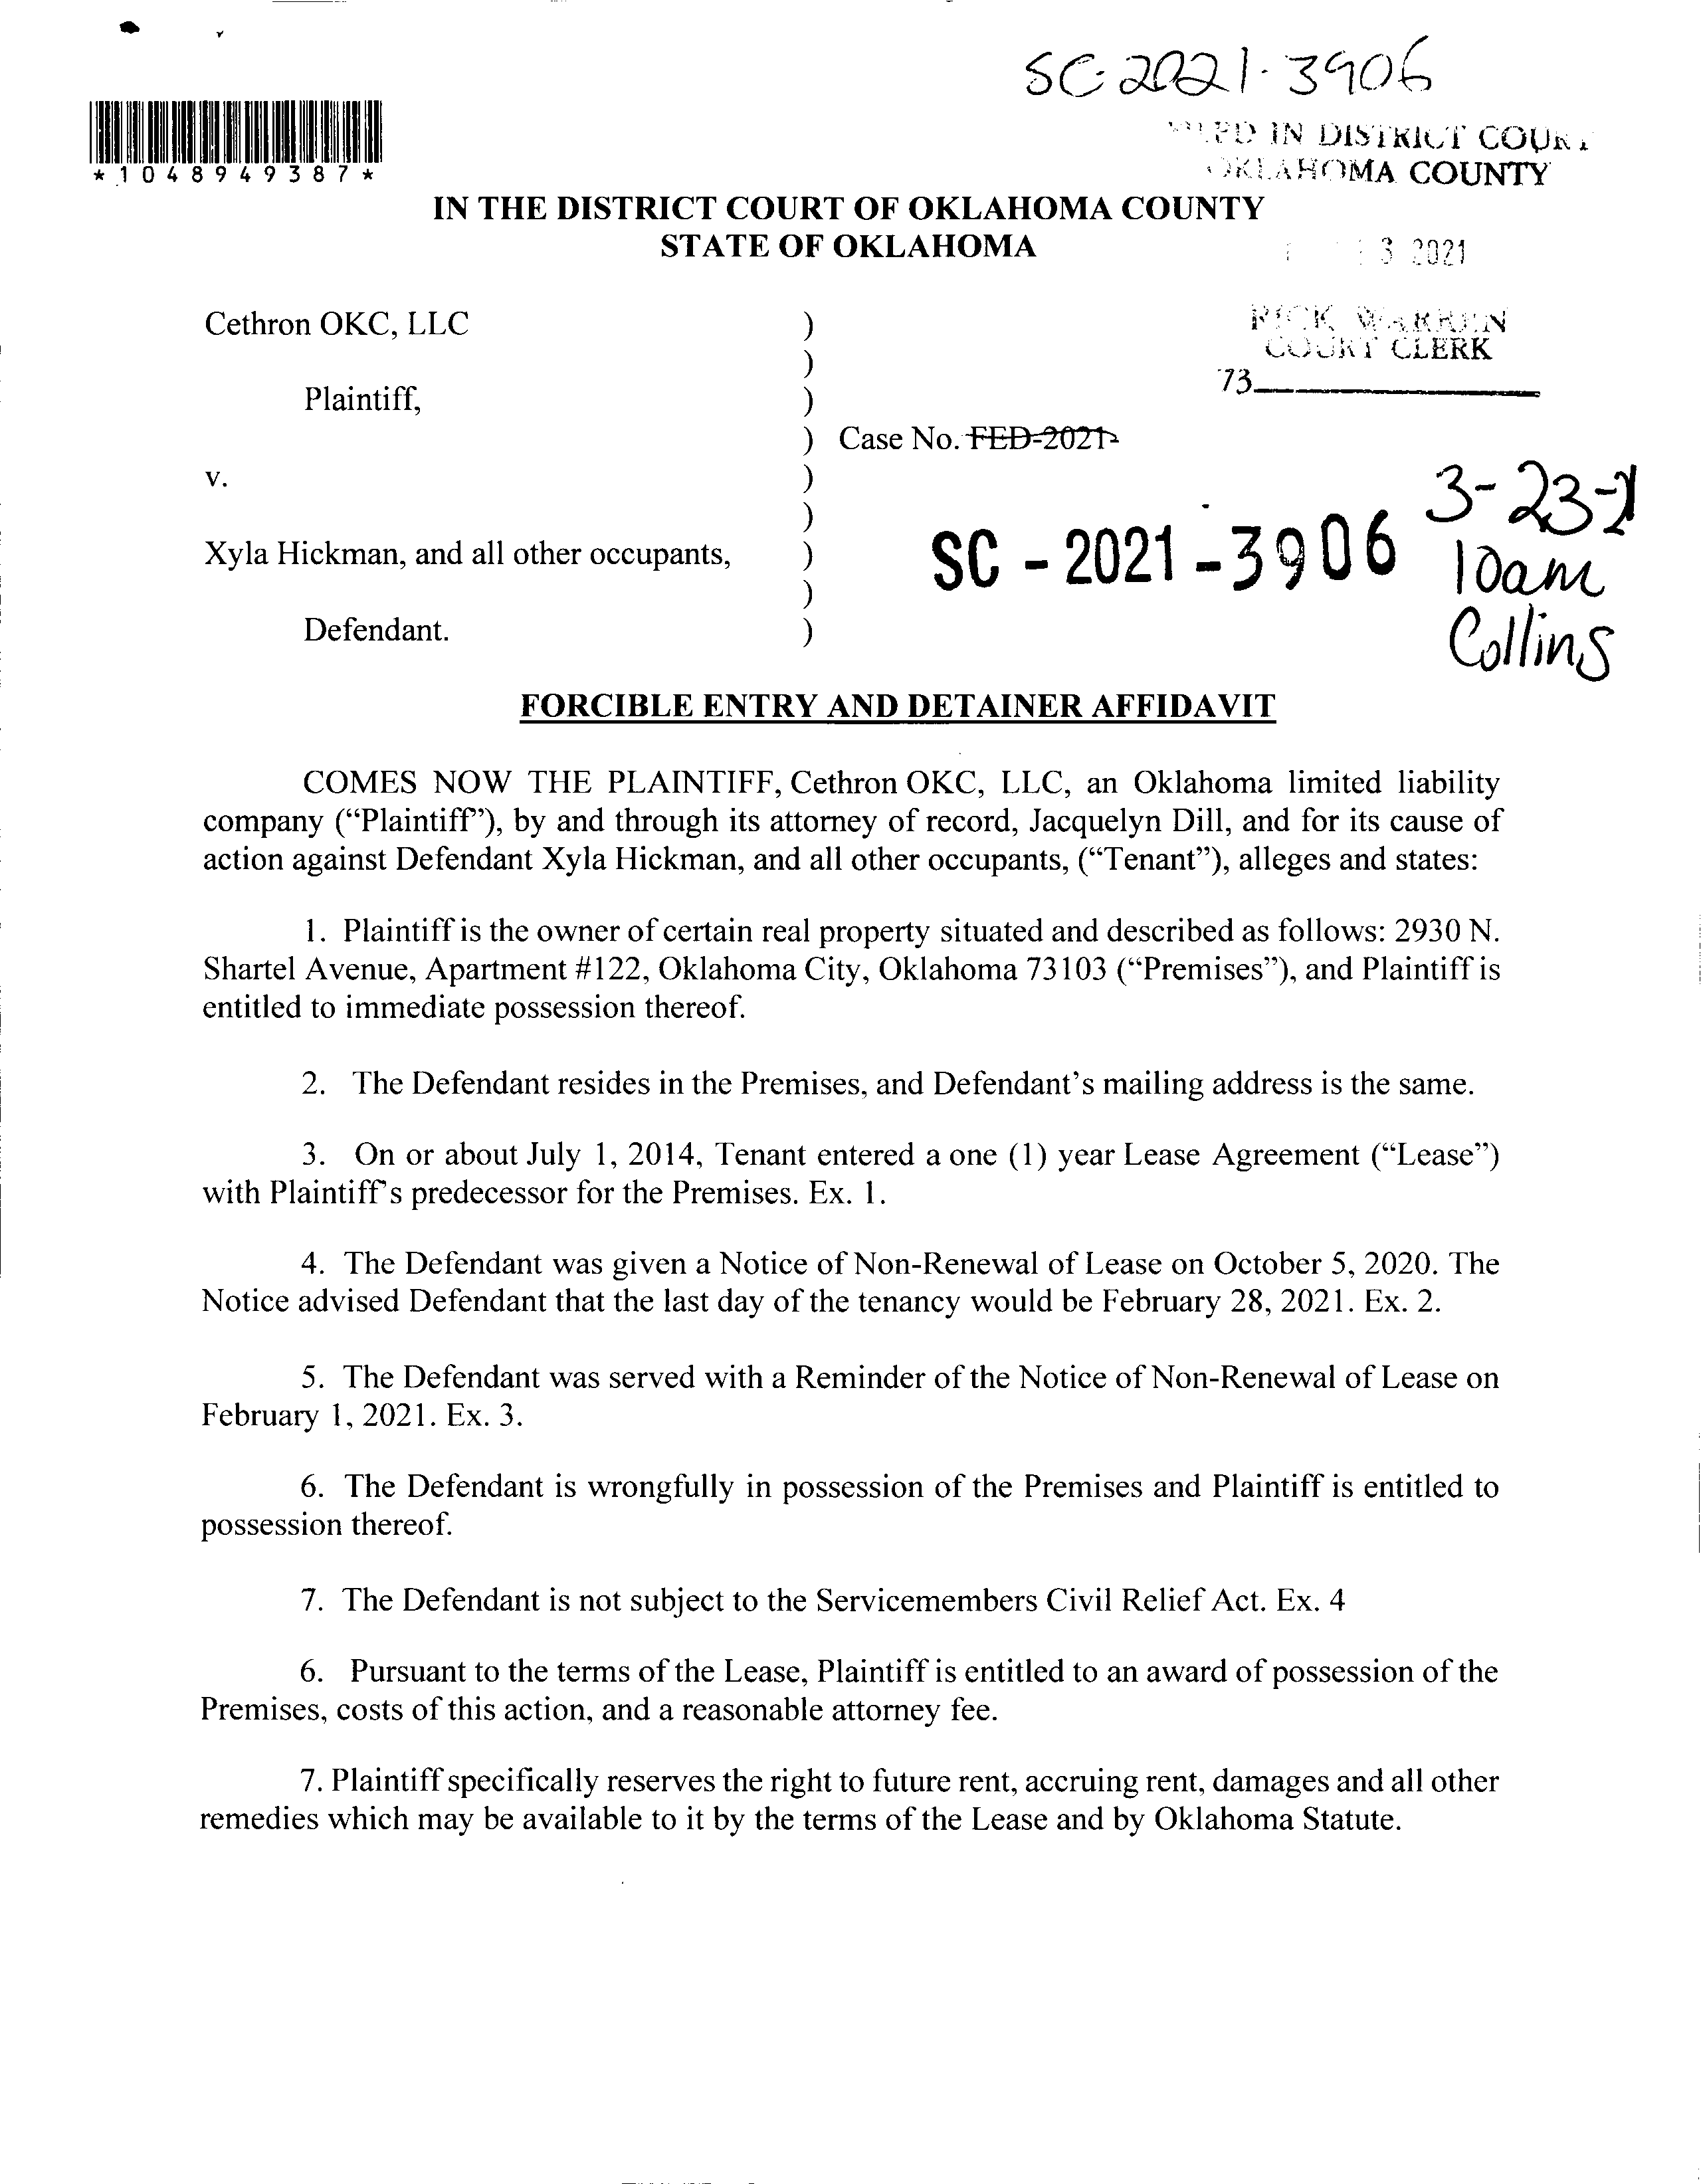 SC-2021-3906
*1048949387*
IN DISTRICT COURT
OKLAHOMA COUNTY
IN THE DISTRICT COURT OF OKLAHOMA COUNTY
STATE OF OKLAHOMA
3 2021
Cethron OKC, LLC )
)
Plaintiff, )
RICK WARREN
COURT CLERK
73
) Case No. FED-2021-
v. )
)
Xyla Hickman, and all other occupants, )
)
Defendant. )
SC - 2021 - 3906
3-23-21
10am
Collins
FORCIBLE ENTRY AND DETAINER AFFIDAVIT
COMES NOW THE PLAINTIFF, Cethron OKC, LLC, an Oklahoma limited liability
company (“Plaintiff”), by and through its attorney of record, Jacquelyn Dill, and for its cause of
action against Defendant Xyla Hickman, and all other occupants, (“Tenant”), alleges and states:
1. Plaintiff is the owner of certain real property situated and described as follows: 2930 N.
Shartel Avenue, Apartment #122, Oklahoma City, Oklahoma 73103 (“Premises”), and Plaintiff is
entitled to immediate possession thereof.
2. The Defendant resides in the Premises, and Defendant’s mailing address is the same.
3. On or about July 1, 2014, Tenant entered a one (1) year Lease Agreement (“Lease”)
with Plaintiff’s predecessor for the Premises. Ex. 1.
4. The Defendant was given a Notice of Non-Renewal of Lease on October 5, 2020. The
Notice advised Defendant that the last day of the tenancy would be February 28, 2021. Ex. 2.
5. The Defendant was served with a Reminder of the Notice of Non-Renewal of Lease on
February 1, 2021. Ex. 3.
6. The Defendant is wrongfully in possession of the Premises and Plaintiff is entitled to
possession thereof.
7. The Defendant is not subject to the Servicemembers Civil Relief Act. Ex. 4
6. Pursuant to the terms of the Lease, Plaintiff is entitled to an award of possession of the
Premises, costs of this action, and a reasonable attorney fee.
7. Plaintiff specifically reserves the right to future rent, accruing rent, damages and all other
remedies which may be available to it by the terms of the Lease and by Oklahoma Statute.